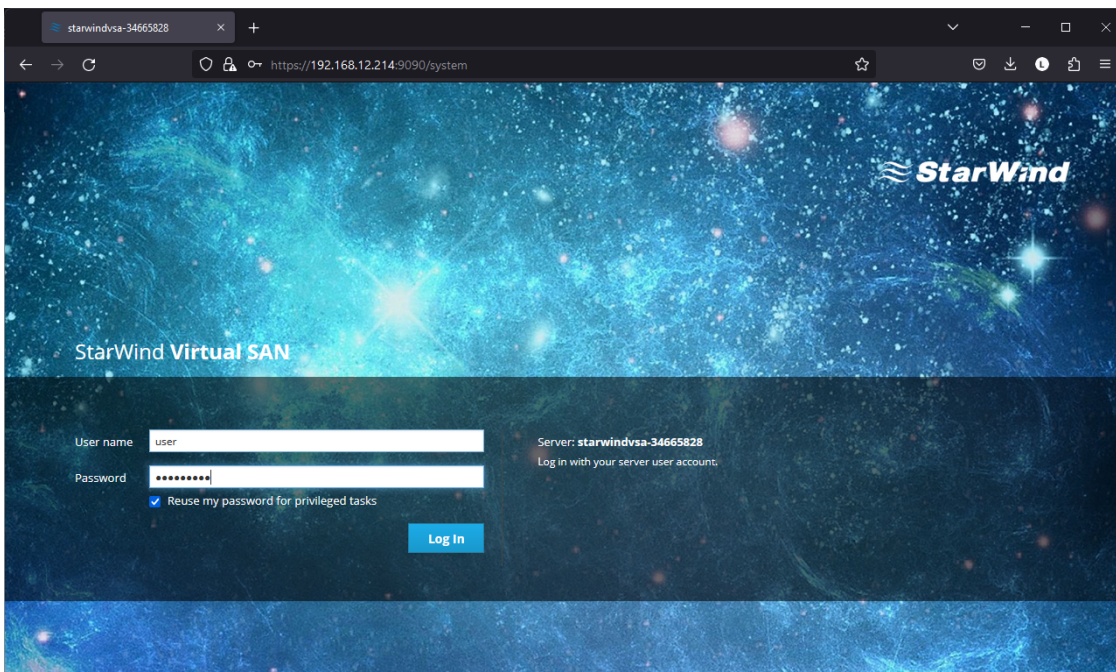 starwindvsa-34665828
https://192.168.12.214:9090/system
L
StarWind
StarWind Virtual SAN
User name
user
Server: starwindvsa-34665828
Log in with your server user account.
Password
•••••••••
Reuse my password for privileged tasks
Log In